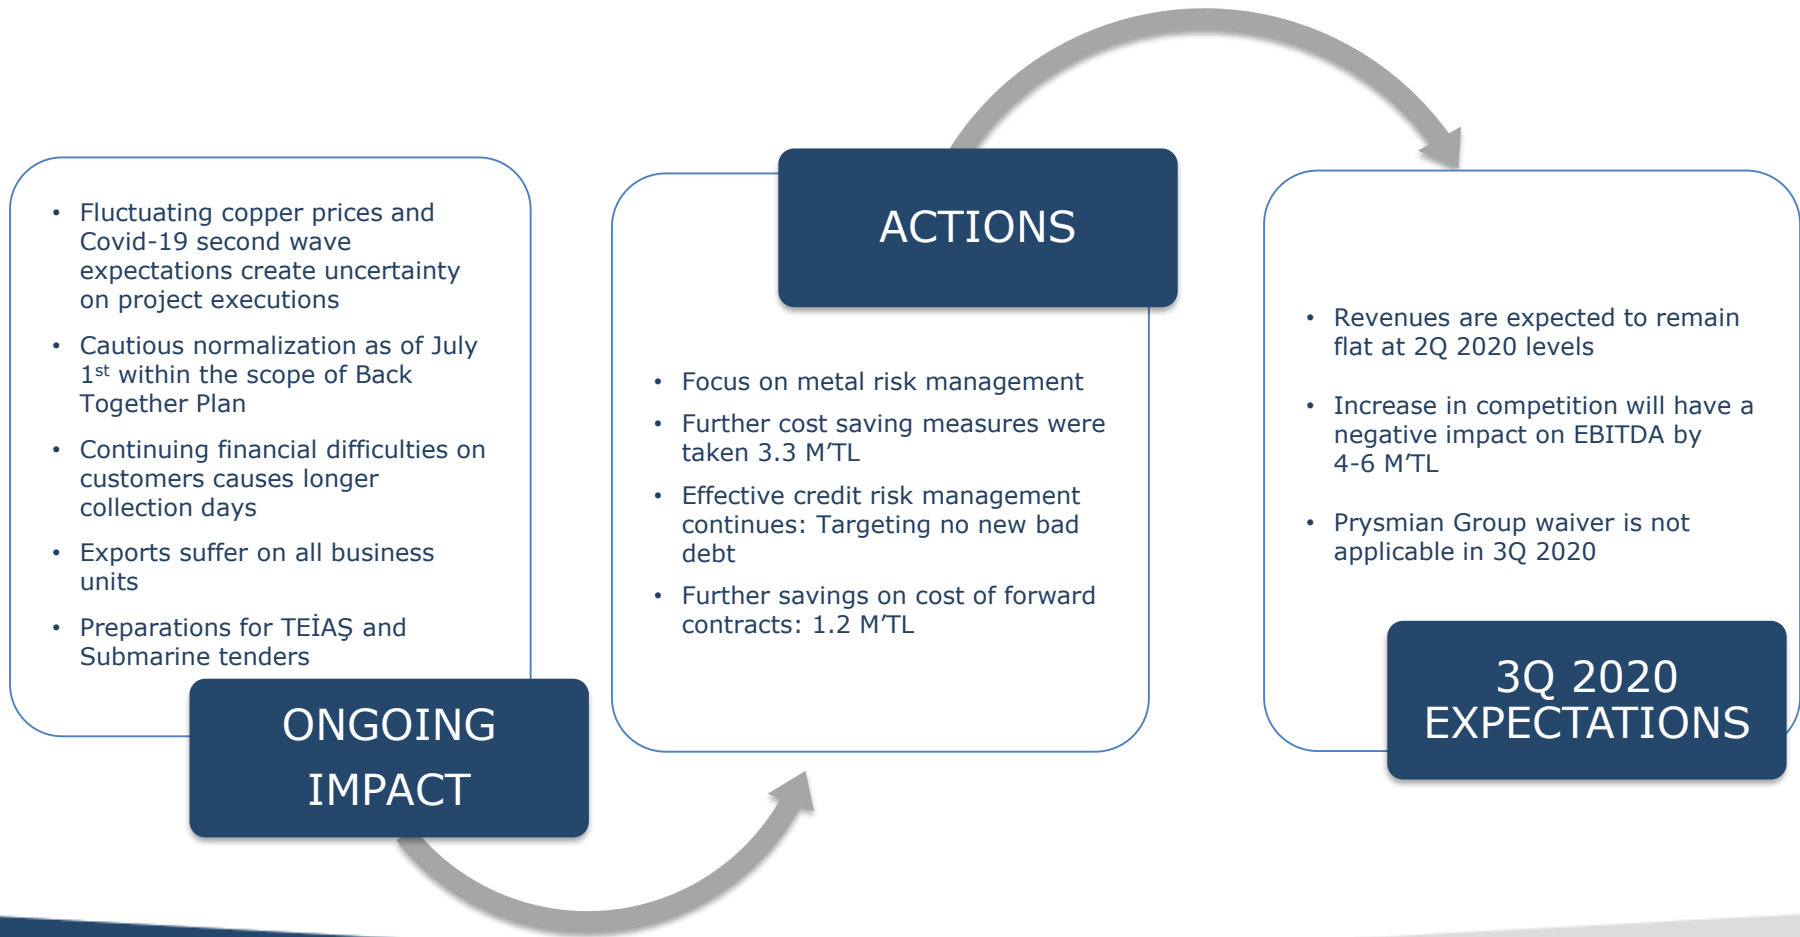 • Fluctuating copper prices and
Covid-19 second wave
expectations create uncertainty
on project executions
• Cautious normalization as of July
1st within the scope of Back
Together Plan
• Continuing financial difficulties on
customers causes longer
collection days
• Exports suffer on all business
units
• Preparations for TEİAŞ and
Submarine tenders
ONGOING
IMPACT
ACTIONS
• Focus on metal risk management
• Further cost saving measures were
taken 3.3 M’TL
• Effective credit risk management
continues: Targeting no new bad
debt
• Further savings on cost of forward
contracts: 1.2 M’TL
• Revenues are expected to remain
flat at 2Q 2020 levels
• Increase in competition will have a
negative impact on EBITDA by
4-6 M’TL
• Prysmian Group waiver is not
applicable in 3Q 2020
3Q 2020
EXPECTATIONS